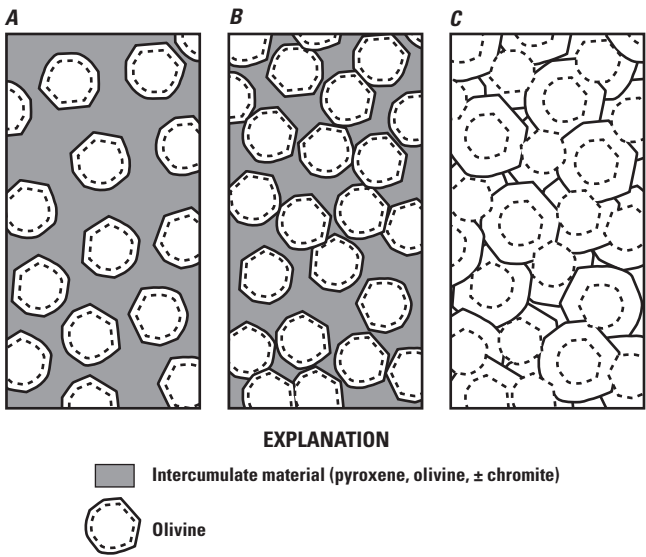 A
B
C
EXPLANATION
Intercumulate material (pyroxene, olivine, ± chromite)
Olivine